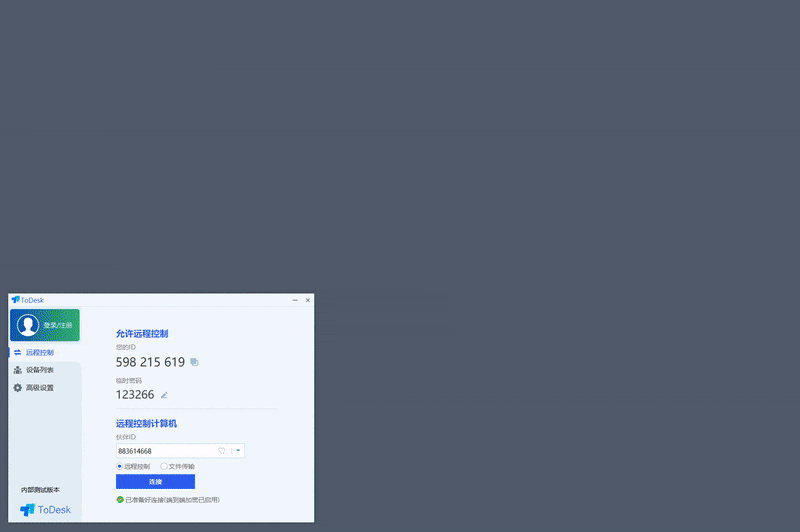 ToDesk
登录/注册
远程控制
设备列表
高级设置
内部测试版本
ToDesk
允许远程控制
您的ID
598 215 619
临时密码
123266
远程控制计算机
伙伴ID
883614668
远程控制 文件传输
连接
已准备好连接(端到端加密已启用)